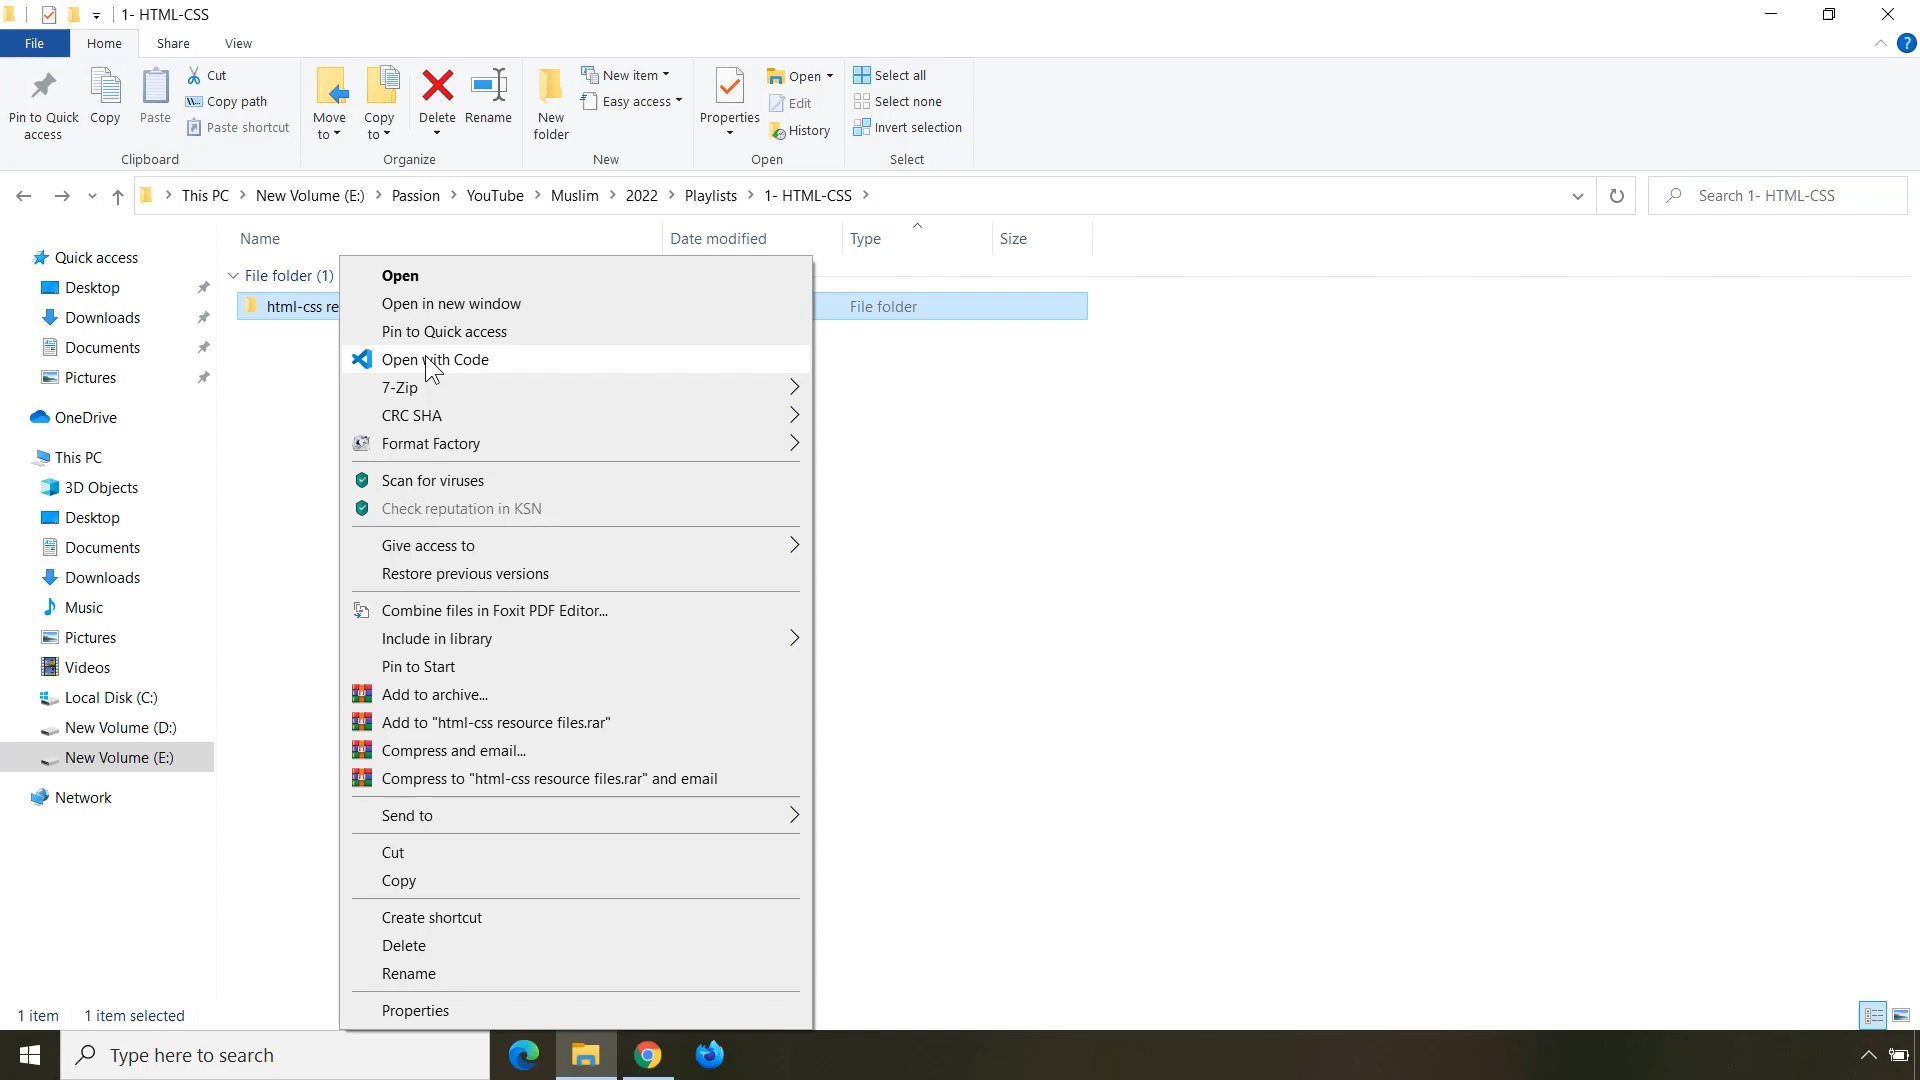 1- HTML-CSS
File Home Share View
Pin to Quick access
Copy
Paste
Cut
Copy path
Paste shortcut
Clipboard
Move to
Copy to
Delete
Rename
Organize
New folder
New item
Easy access
New
Properties
Open
Edit
History
Open
Select all
Select none
Invert selection
Select
This PC New Volume (E:) Passion YouTube Muslim 2022 Playlists 1- HTML-CSS
Search 1- HTML-CSS
Name Date modified Type Size
Quick access
Desktop
Downloads
Documents
Pictures
OneDrive
This PC
3D Objects
Desktop
Documents
Downloads
Music
Pictures
Videos
Local Disk (C:)
New Volume (D:)
New Volume (E:)
Network
File folder (1)
html-css re
File folder
Open
Open in new window
Pin to Quick access
Open with Code
7-Zip
CRC SHA
Format Factory
Scan for viruses
Check reputation in KSN
Give access to
Restore previous versions
Combine files in Foxit PDF Editor...
Include in library
Pin to Start
Add to archive...
Add to "html-css resource files.rar"
Compress and email...
Compress to "html-css resource files.rar" and email
Send to
Cut
Copy
Create shortcut
Delete
Rename
Properties
1 item 1 item selected
Type here to search